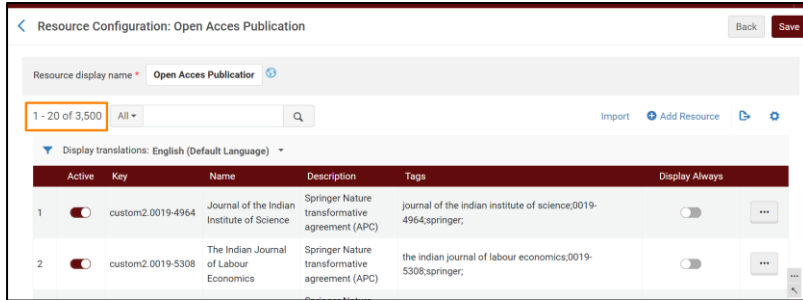 Resource Configuration: Open Acces Publication
Back
Save
Resource display name *
Open Acces Publicatior
1 - 20 of 3,500
All
Import
Add Resource
Display translations: English (Default Language)
Active Key Name Description Tags Display Always
1
custom2.0019-4964
Journal of the Indian
Institute of Science
Springer Nature
transformative
agreement (APC)
journal of the indian institute of science;0019-
4964;springer;
2
custom2.0019-5308
The Indian Journal
of Labour
Economics
Springer Nature
transformative
agreement (APC)
the indian journal of labour economics;0019-
5308;springer;